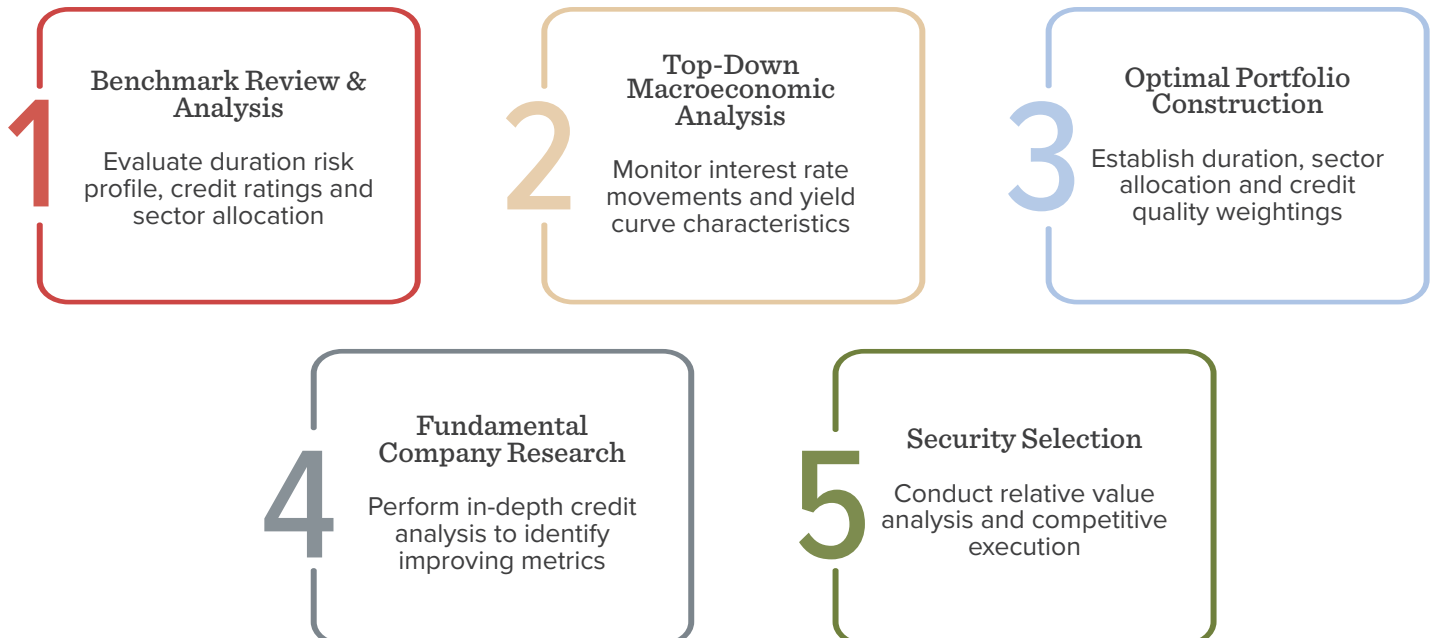 1
Benchmark Review &
Analysis
Evaluate duration risk
profile, credit ratings and
sector allocation
2
Top-Down
Macroeconomic
Analysis
Monitor interest rate
movements and yield
curve characteristics
3
Optimal Portfolio
Construction
Establish duration, sector
allocation and credit
quality weightings
4
Fundamental
Company Research
Perform in-depth credit
analysis to identify
improving metrics
5
Security Selection
Conduct relative value
analysis and competitive
execution